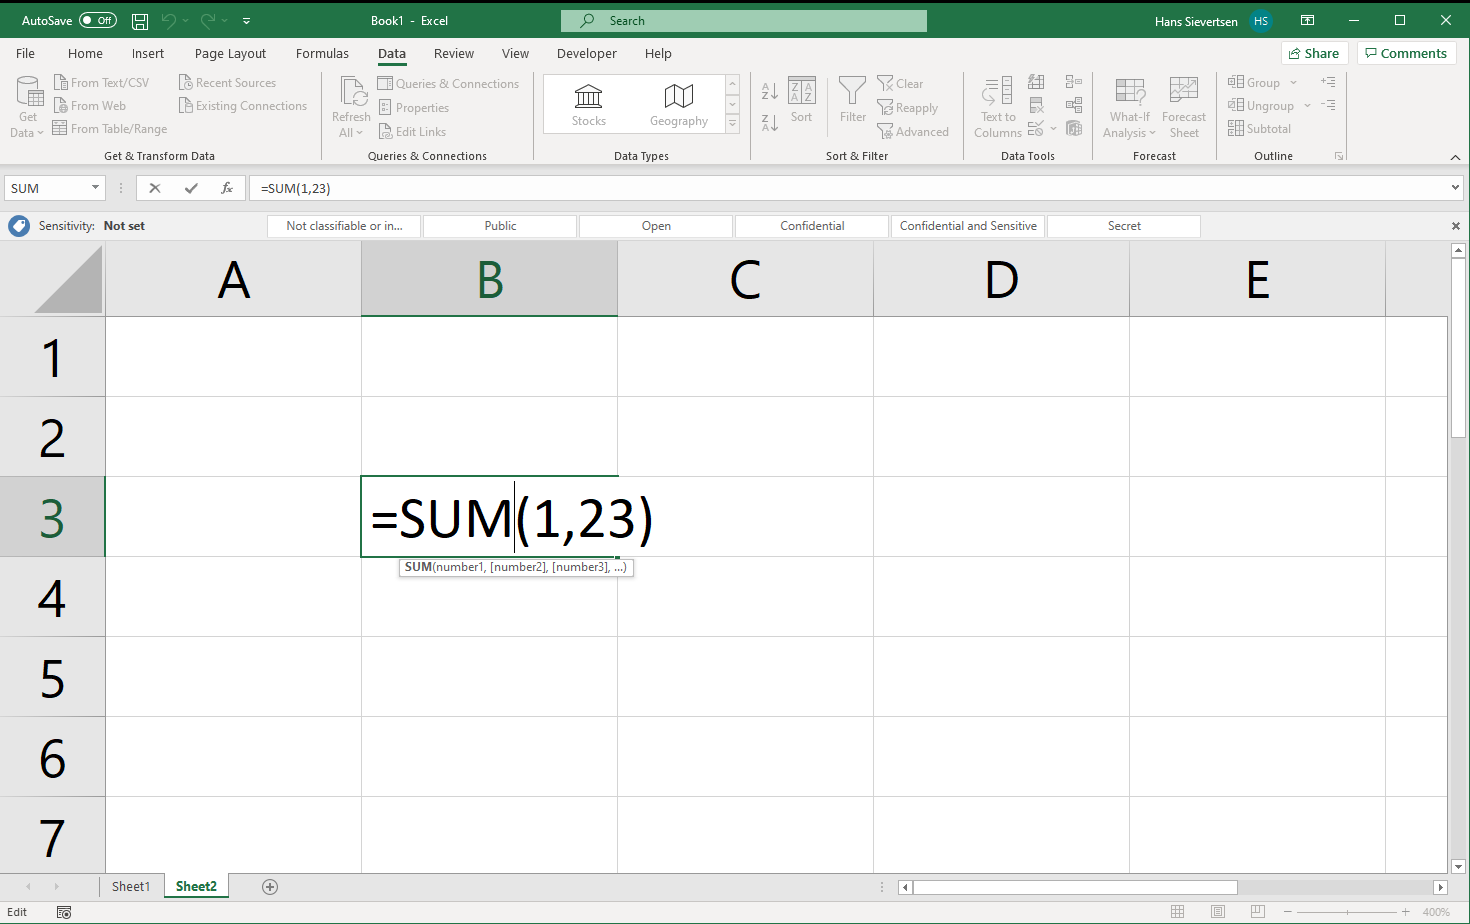 AutoSave Off Book1 - Excel Search Hans Sievertsen HS
File Home Insert Page Layout Formulas Data Review View Developer Help Share Comments
Get Data
From Text/CSV
From Web
From Table/Range
Recent Sources
Existing Connections
Get & Transform Data
Refresh All
Queries & Connections
Properties
Edit Links
Queries & Connections
Stocks
Geography
Data Types
Sort
Filter
Clear
Reapply
Advanced
Sort & Filter
Text to
Columns
Data Tools
What-If
Analysis
Forecast
Sheet
Forecast
Group
Ungroup
Subtotal
Outline
SUM fx =SUM(1,23)
Sensitivity: Not set Not classifiable or in... Public Open Confidential Confidential and Sensitive Secret
A B C D E
1
2
3 =SUM(1,23)
SUM(number1, [number2], [number3], ...)
4
5
6
7
Sheet1 Sheet2
Edit 400%